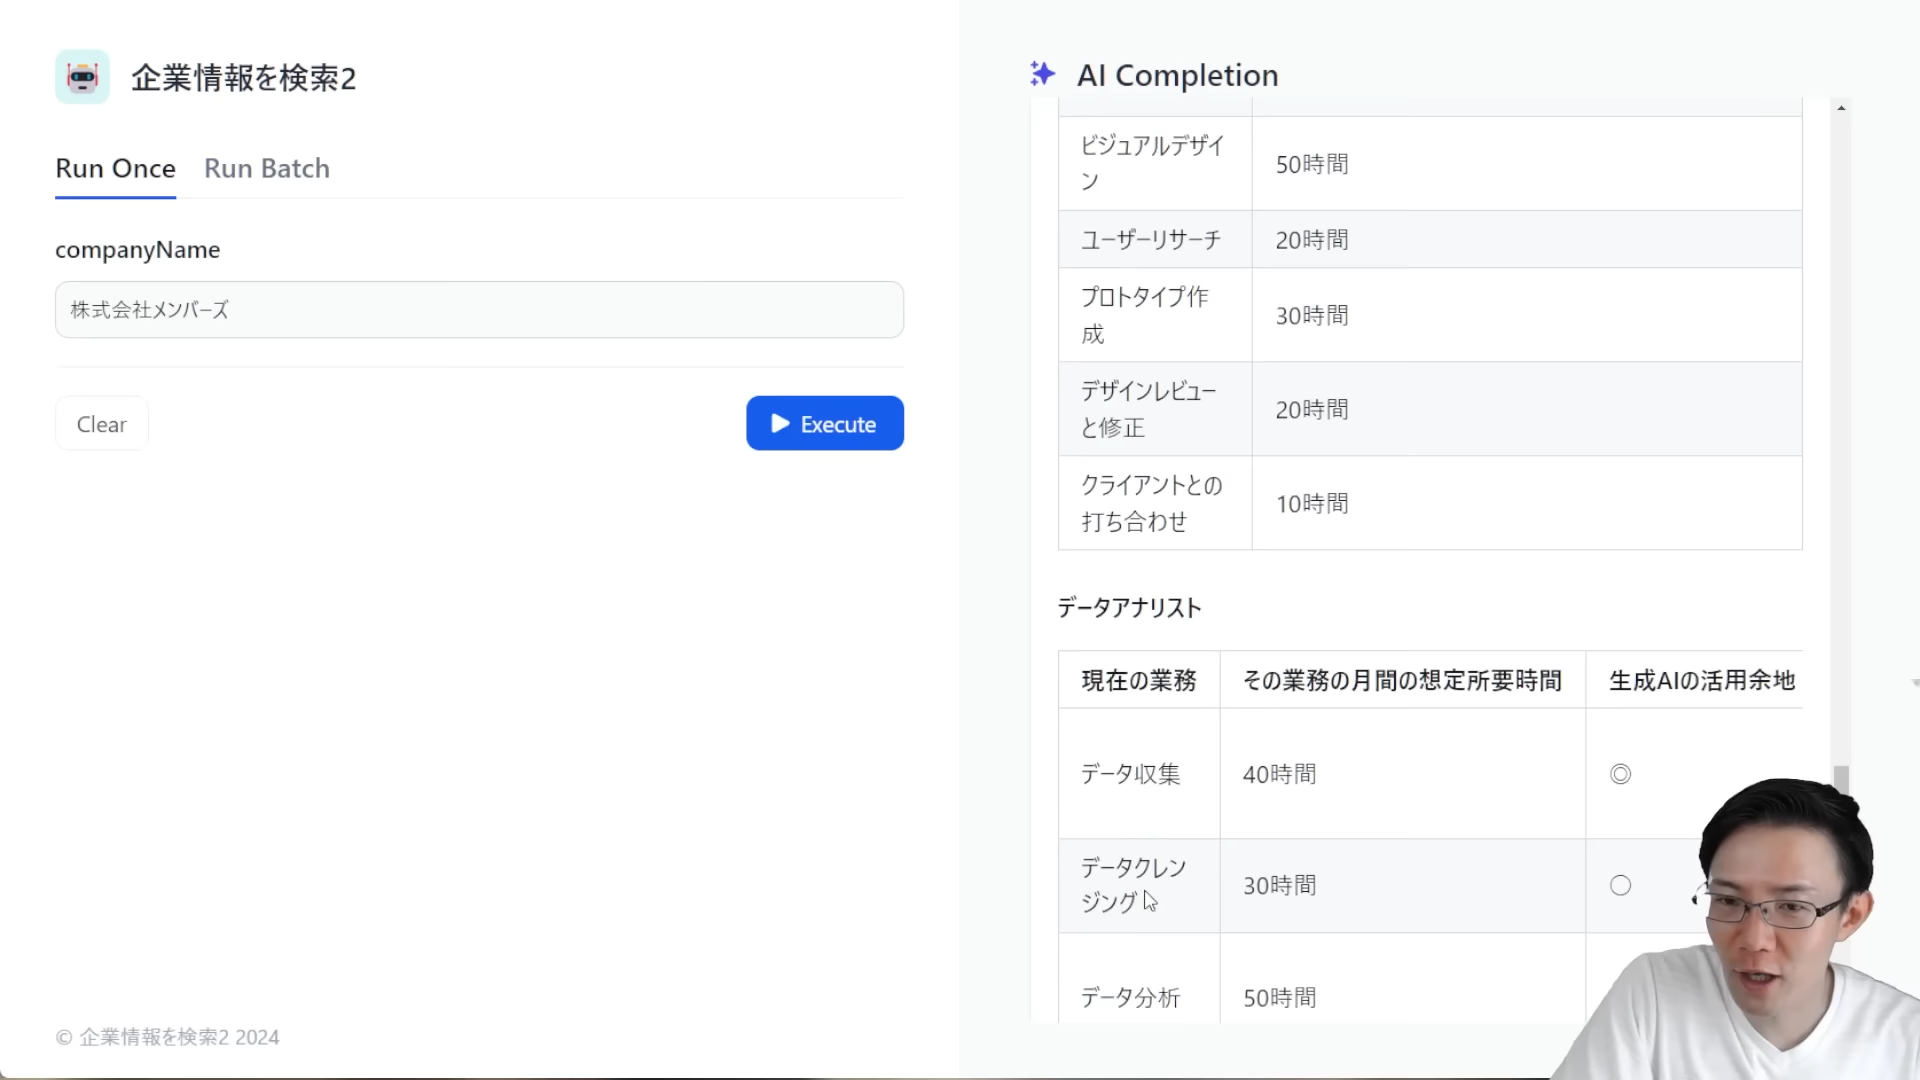 企業情報を検索2
Run Once
Run Batch
companyName
株式会社メンバーズ
Clear
Execute
© 企業情報を検索2 2024
AI Completion
ビジュアルデザイ
ン
50時間
ユーザーリサーチ
20時間
プロトタイプ作
成
30時間
デザインレビュー
と修正
20時間
クライアントとの
打ち合わせ
10時間
データアナリスト
現在の業務
その業務の月間の想定所要時間
生成AIの活用余地
データ収集
40時間
◎
データクレン
ジング
30時間
○
データ分析
50時間